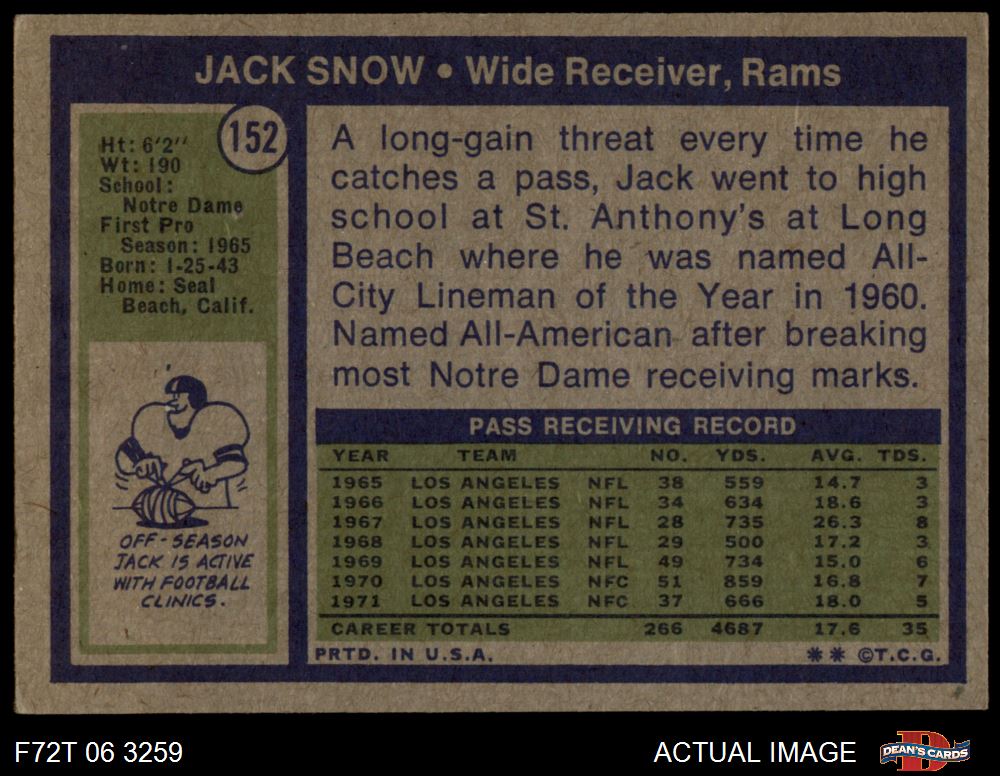 JACK SNOW • Wide Receiver, Rams
152
Ht: 6'2''
Wt: 190
School:
Notre Dame
First Pro
Season: 1965
Born: 1-25-43
Home: Seal
Beach, Calif.
OFF-SEASON
JACK IS ACTIVE
WITH FOOTBALL
CLINICS.
A long-gain threat every time he
catches a pass, Jack went to high
school at St. Anthony's at Long
Beach where he was named All-
City Lineman of the Year in 1960.
Named All-American after breaking
most Notre Dame receiving marks.
PASS RECEIVING RECORD
YEAR TEAM NO. YDS. AVG. TDS.
1965 LOS ANGELES NFL 38 559 14.7 3
1966 LOS ANGELES NFL 34 634 18.6 3
1967 LOS ANGELES NFL 28 735 26.3 8
1968 LOS ANGELES NFL 29 500 17.2 3
1969 LOS ANGELES NFL 49 734 15.0 6
1970 LOS ANGELES NFC 51 859 16.8 7
1971 LOS ANGELES NFC 37 666 18.0 5
CAREER TOTALS 266 4687 17.6 35
PRTD. IN U.S.A. ** ©T.C.G.
F72T 06 3259 ACTUAL IMAGE D DEAN'S CARDS